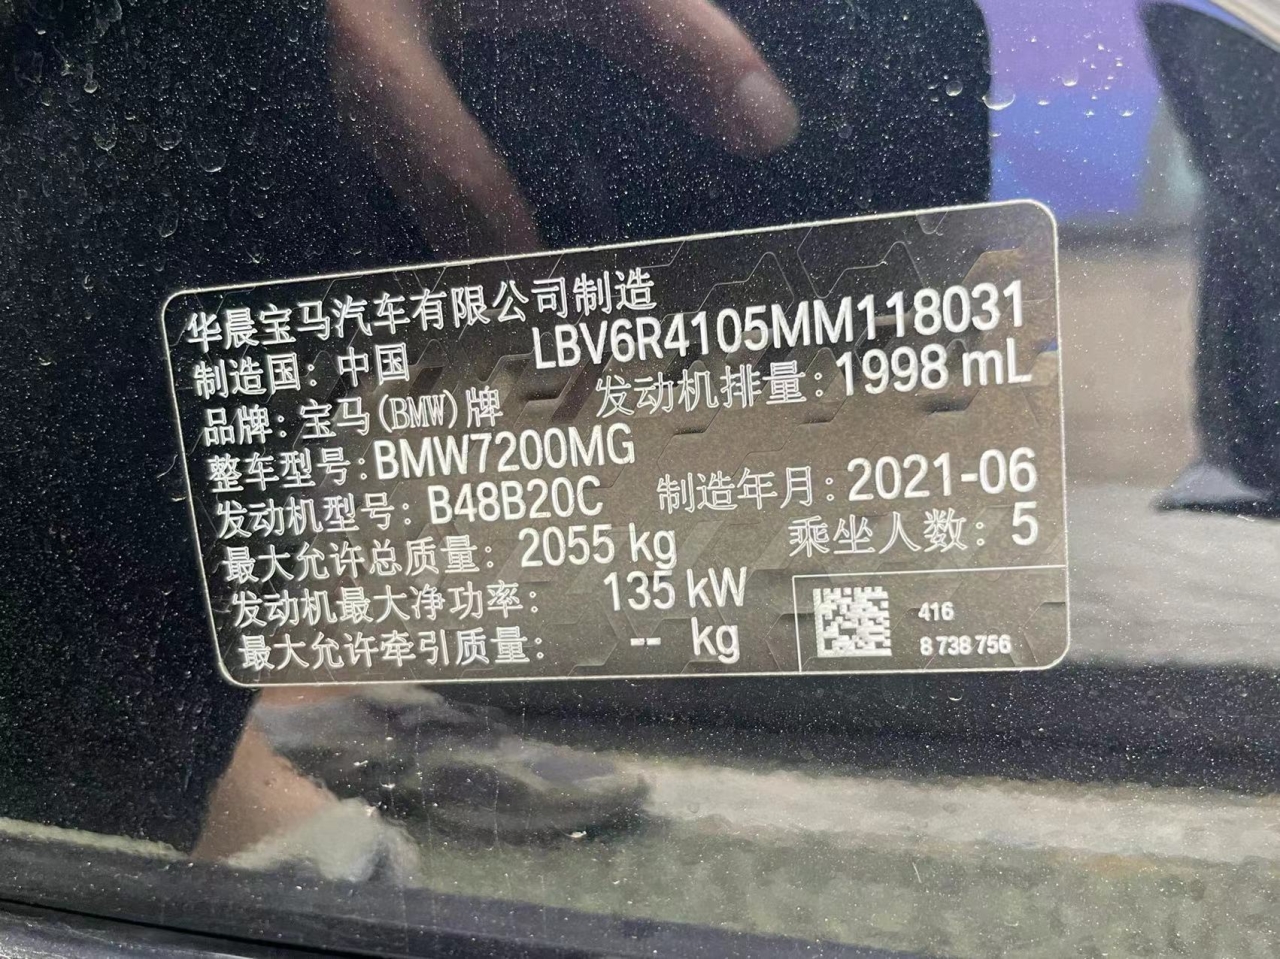 华晨宝马汽车有限公司制造
制造国：中国 LBV6R4105MM118031
品牌：宝马(BMW)牌 发动机排量：1998 mL
整车型号：BMW7200MG
发动机型号：B48B20C 制造年月：2021-06
最大允许总质量：2055 kg 乘坐人数：5
发动机最大净功率：135 kW
最大允许牵引质量：-- kg
416
8 738 756